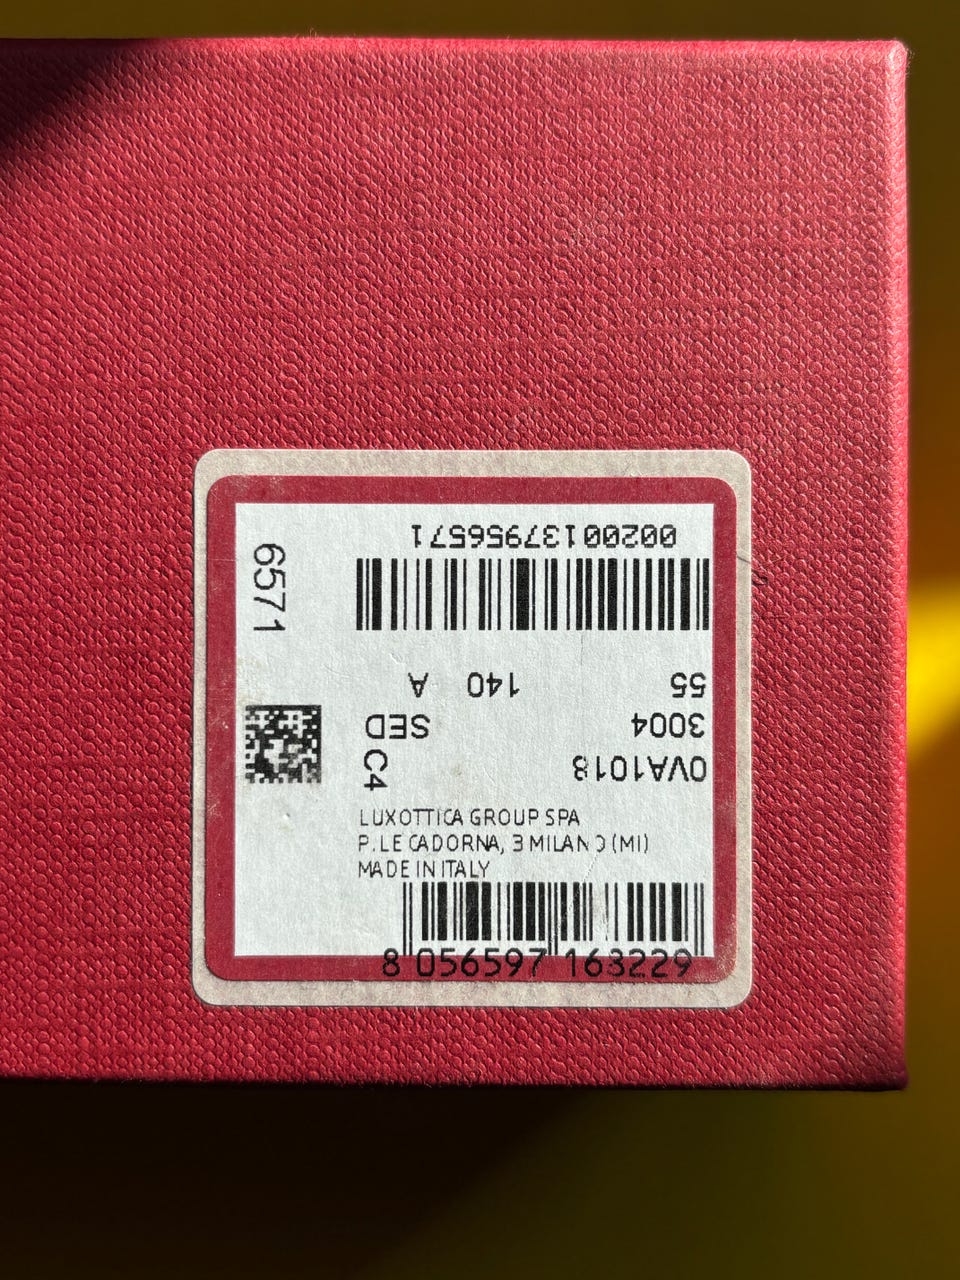 00200137956571
6571
55 140 A
3004 SED
0VA1018 C4
LUXOTTICA GROUP SPA
P.LE CADORNA, 3 MILANO (MI)
MADE IN ITALY
8 056597 168229